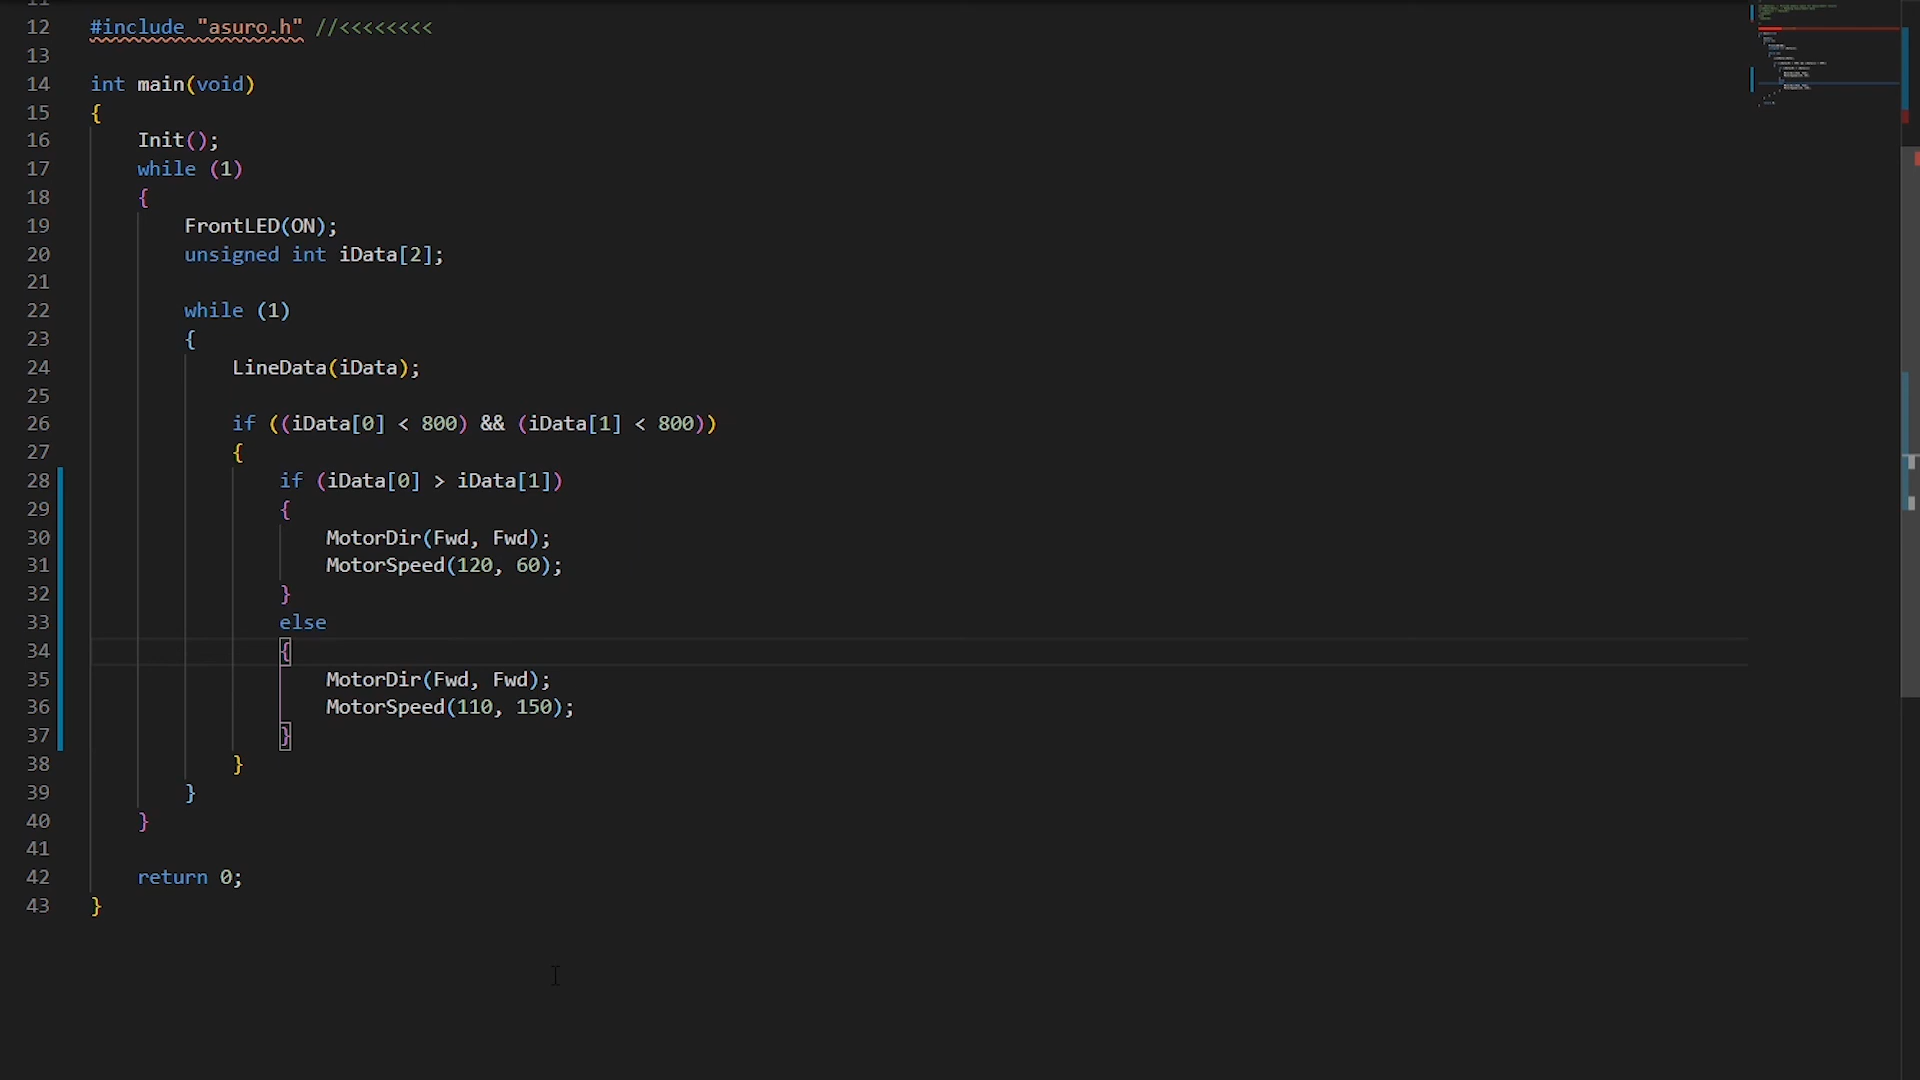 11
12 #include "asuro.h" //<<<<<<<<
13
14 int main(void)
15 {
16     Init();
17     while (1)
18     {
19         FrontLED(ON);
20         unsigned int iData[2];
21
22         while (1)
23         {
24             LineData(iData);
25
26             if ((iData[0] < 800) && (iData[1] < 800))
27             {
28                 if (iData[0] > iData[1])
29                 {
30                     MotorDir(Fwd, Fwd);
31                     MotorSpeed(120, 60);
32                 }
33                 else
34                 {
35                     MotorDir(Fwd, Fwd);
36                     MotorSpeed(110, 150);
37                 }
38             }
39         }
40     }
41
42     return 0;
43 }